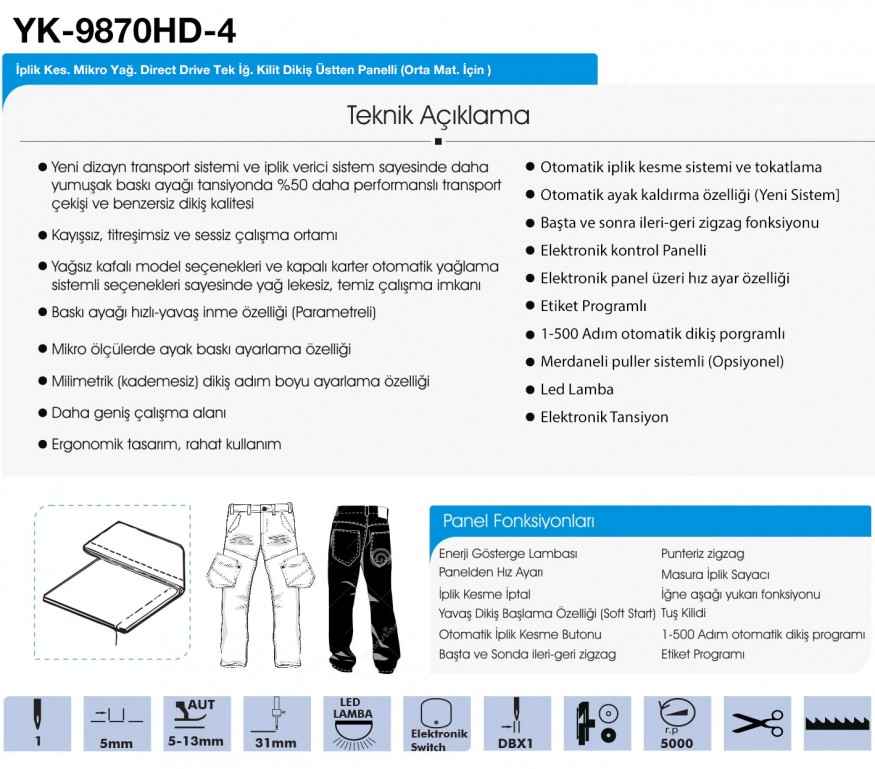 YK-9870HD-4
İplik Kes. Mikro Yağ. Direct Drive Tek İğ. Kilit Dikiş Üstten Panelli (Orta Mat. İçin )
Teknik Açıklama
Yeni dizayn transport sistemi ve iplik verici sistem sayesinde daha
yumuşak baskı ayağı tansiyonda %50 daha performanslı transport
çekişi ve benzersiz dikiş kalitesi
Kayışsız, titreşimsiz ve sessiz çalışma ortamı
Yağsız kafalı model seçenekleri ve kapalı karter otomatik yağlama
sistemli seçenekleri sayesinde yağ lekesiz, temiz çalışma imkanı
Baskı ayağı hızlı-yavaş inme özelliği (Parametreli)
Mikro ölçülerde ayak baskı ayarlama özelliği
Milimetrik (kademesiz) dikiş adım boyu ayarlama özelliği
Daha geniş çalışma alanı
Ergonomik tasarım, rahat kullanım
Otomatik iplik kesme sistemi ve tokatlama
Otomatik ayak kaldırma özelliği (Yeni Sistem]
Başta ve sonra ileri-geri zigzag fonksiyonu
Elektronik kontrol Panelli
Elektronik panel üzeri hız ayar özelliği
Etiket Programlı
1-500 Adım otomatik dikiş porgramlı
Merdaneli puller sistemli (Opsiyonel)
Led Lamba
Elektronik Tansiyon
Panel Fonksiyonları
Enerji Gösterge Lambası
Panelden Hız Ayarı
İplik Kesme İptal
Yavaş Dikiş Başlama Özelliği (Soft Start)
Otomatik İplik Kesme Butonu
Başta ve Sonda ileri-geri zigzag
Punteriz zigzag
Masura İplik Sayacı
İğne aşağı yukarı fonksiyonu
Tuş Kilidi
1-500 Adım otomatik dikiş programı
Etiket Programı
1
5mm
AUT
5-13mm
31mm
LED
LAMBA
Elektronik
Switch
DBX1
r.p
5000